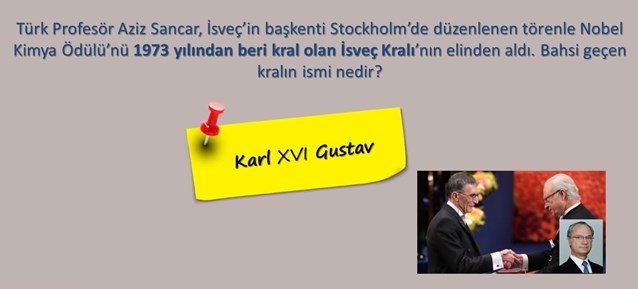 Türk Profesör Aziz Sancar, İsveç’in başkenti Stockholm’de düzenlenen törenle Nobel
Kimya Ödülü’nü 1973 yılından beri kral olan İsveç Kralı’nın elinden aldı. Bahsi geçen
kralın ismi nedir?
Karl XVI Gustav